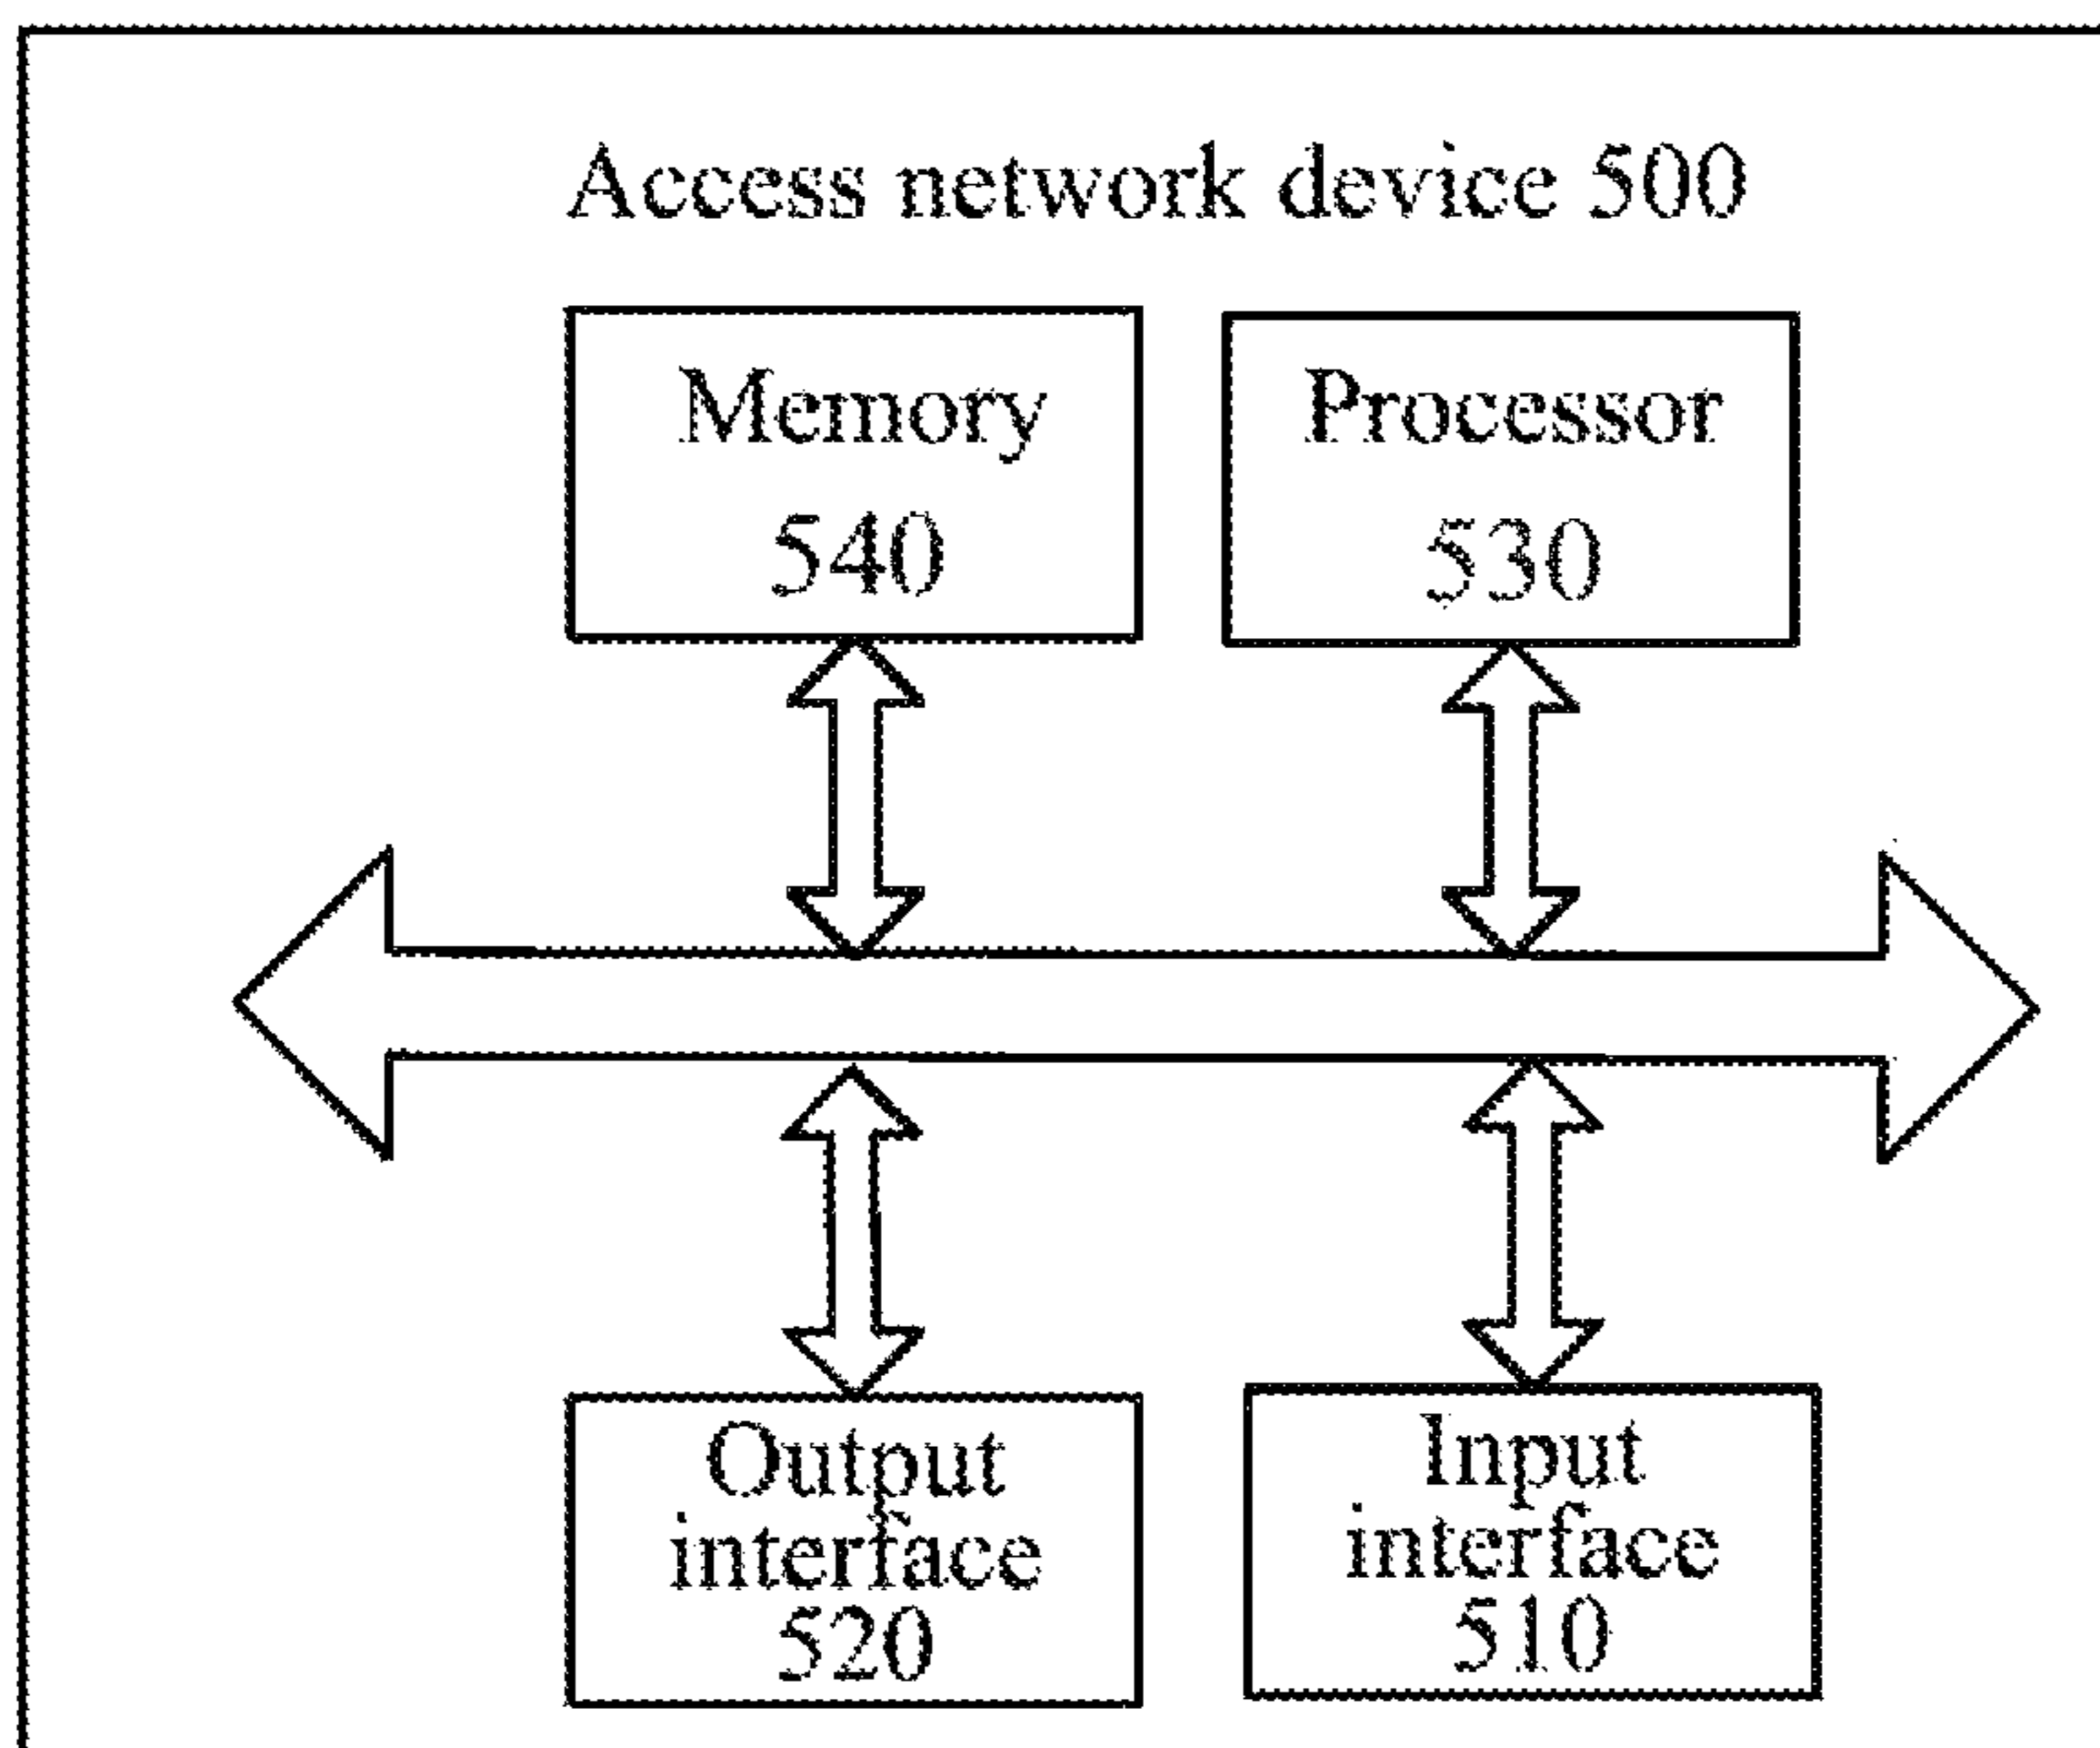 Access network device 500
Memory
540
Processor
530
Output
interface
520
Input
interface
510